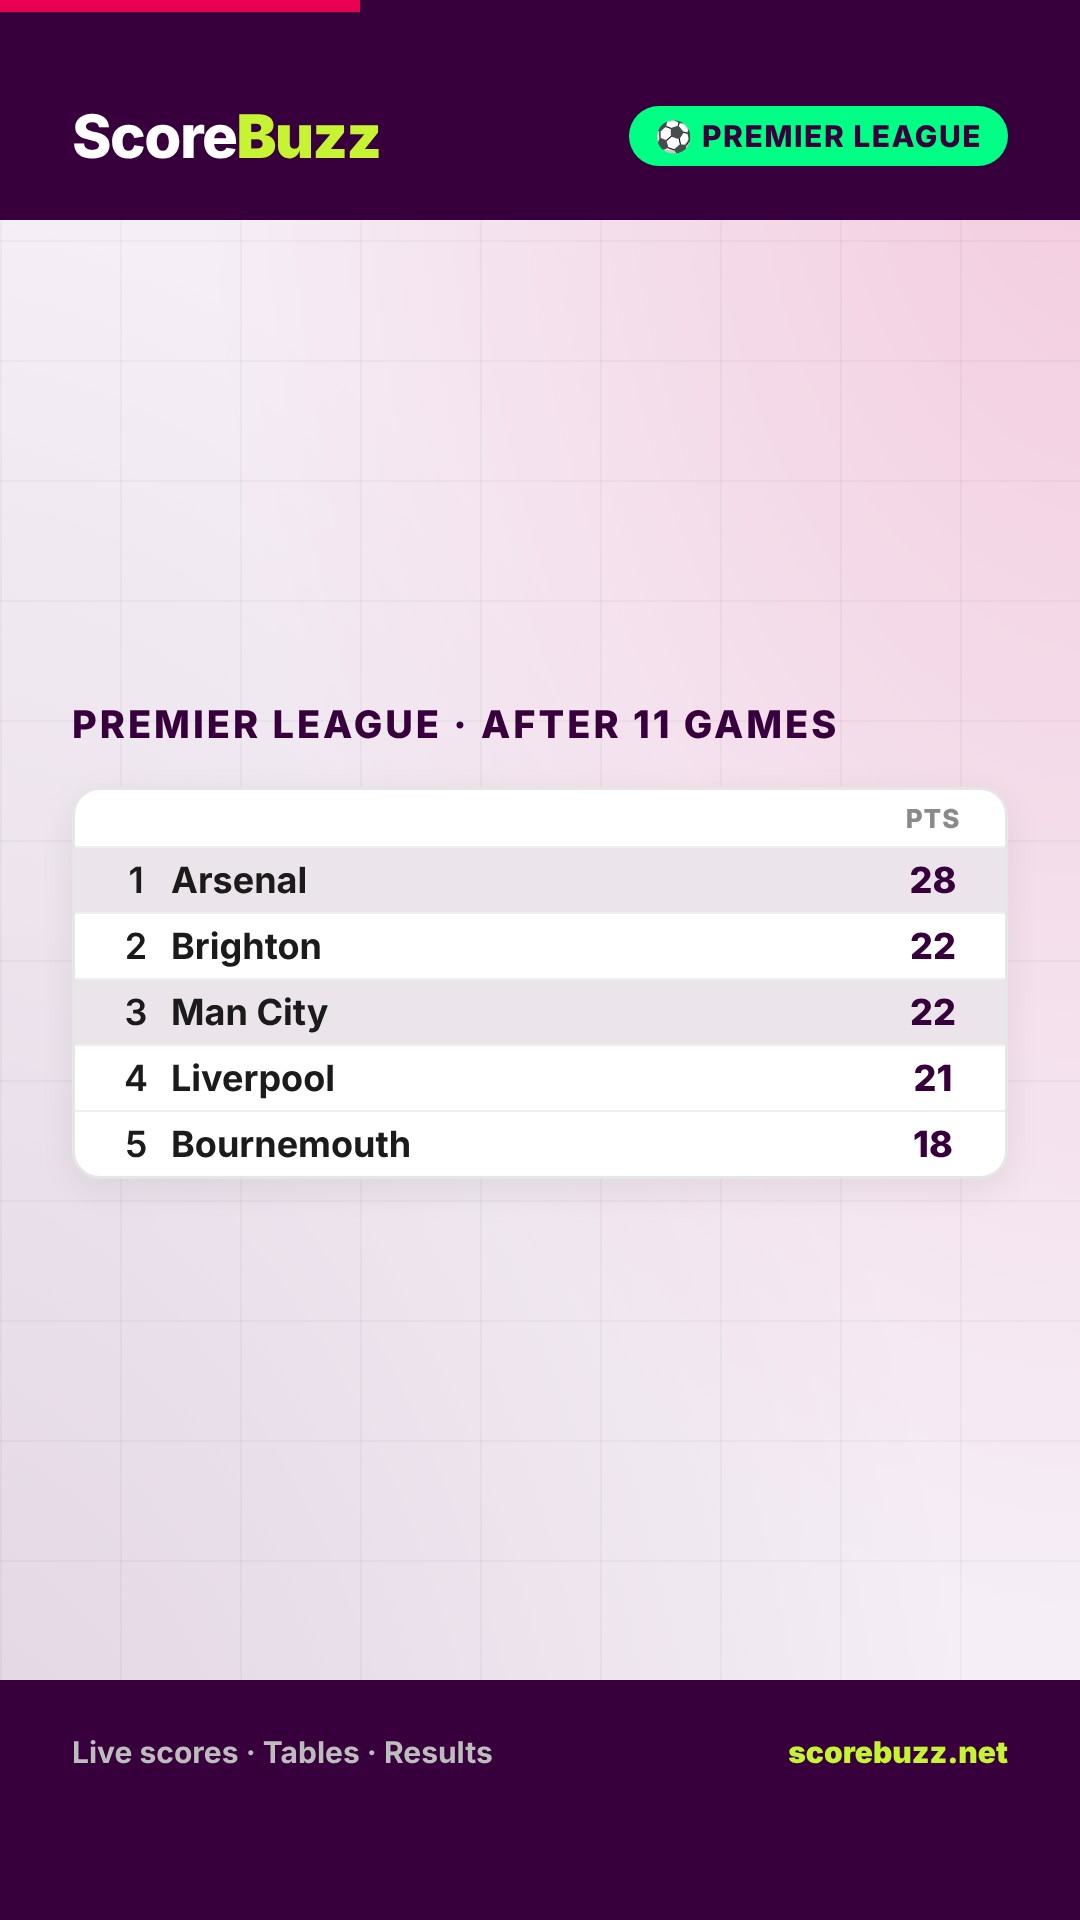 ScoreBuzz
⚽ PREMIER LEAGUE
PREMIER LEAGUE · AFTER 11 GAMES
PTS
1 Arsenal 28
2 Brighton 22
3 Man City 22
4 Liverpool 21
5 Bournemouth 18
Live scores · Tables · Results
scorebuzz.net